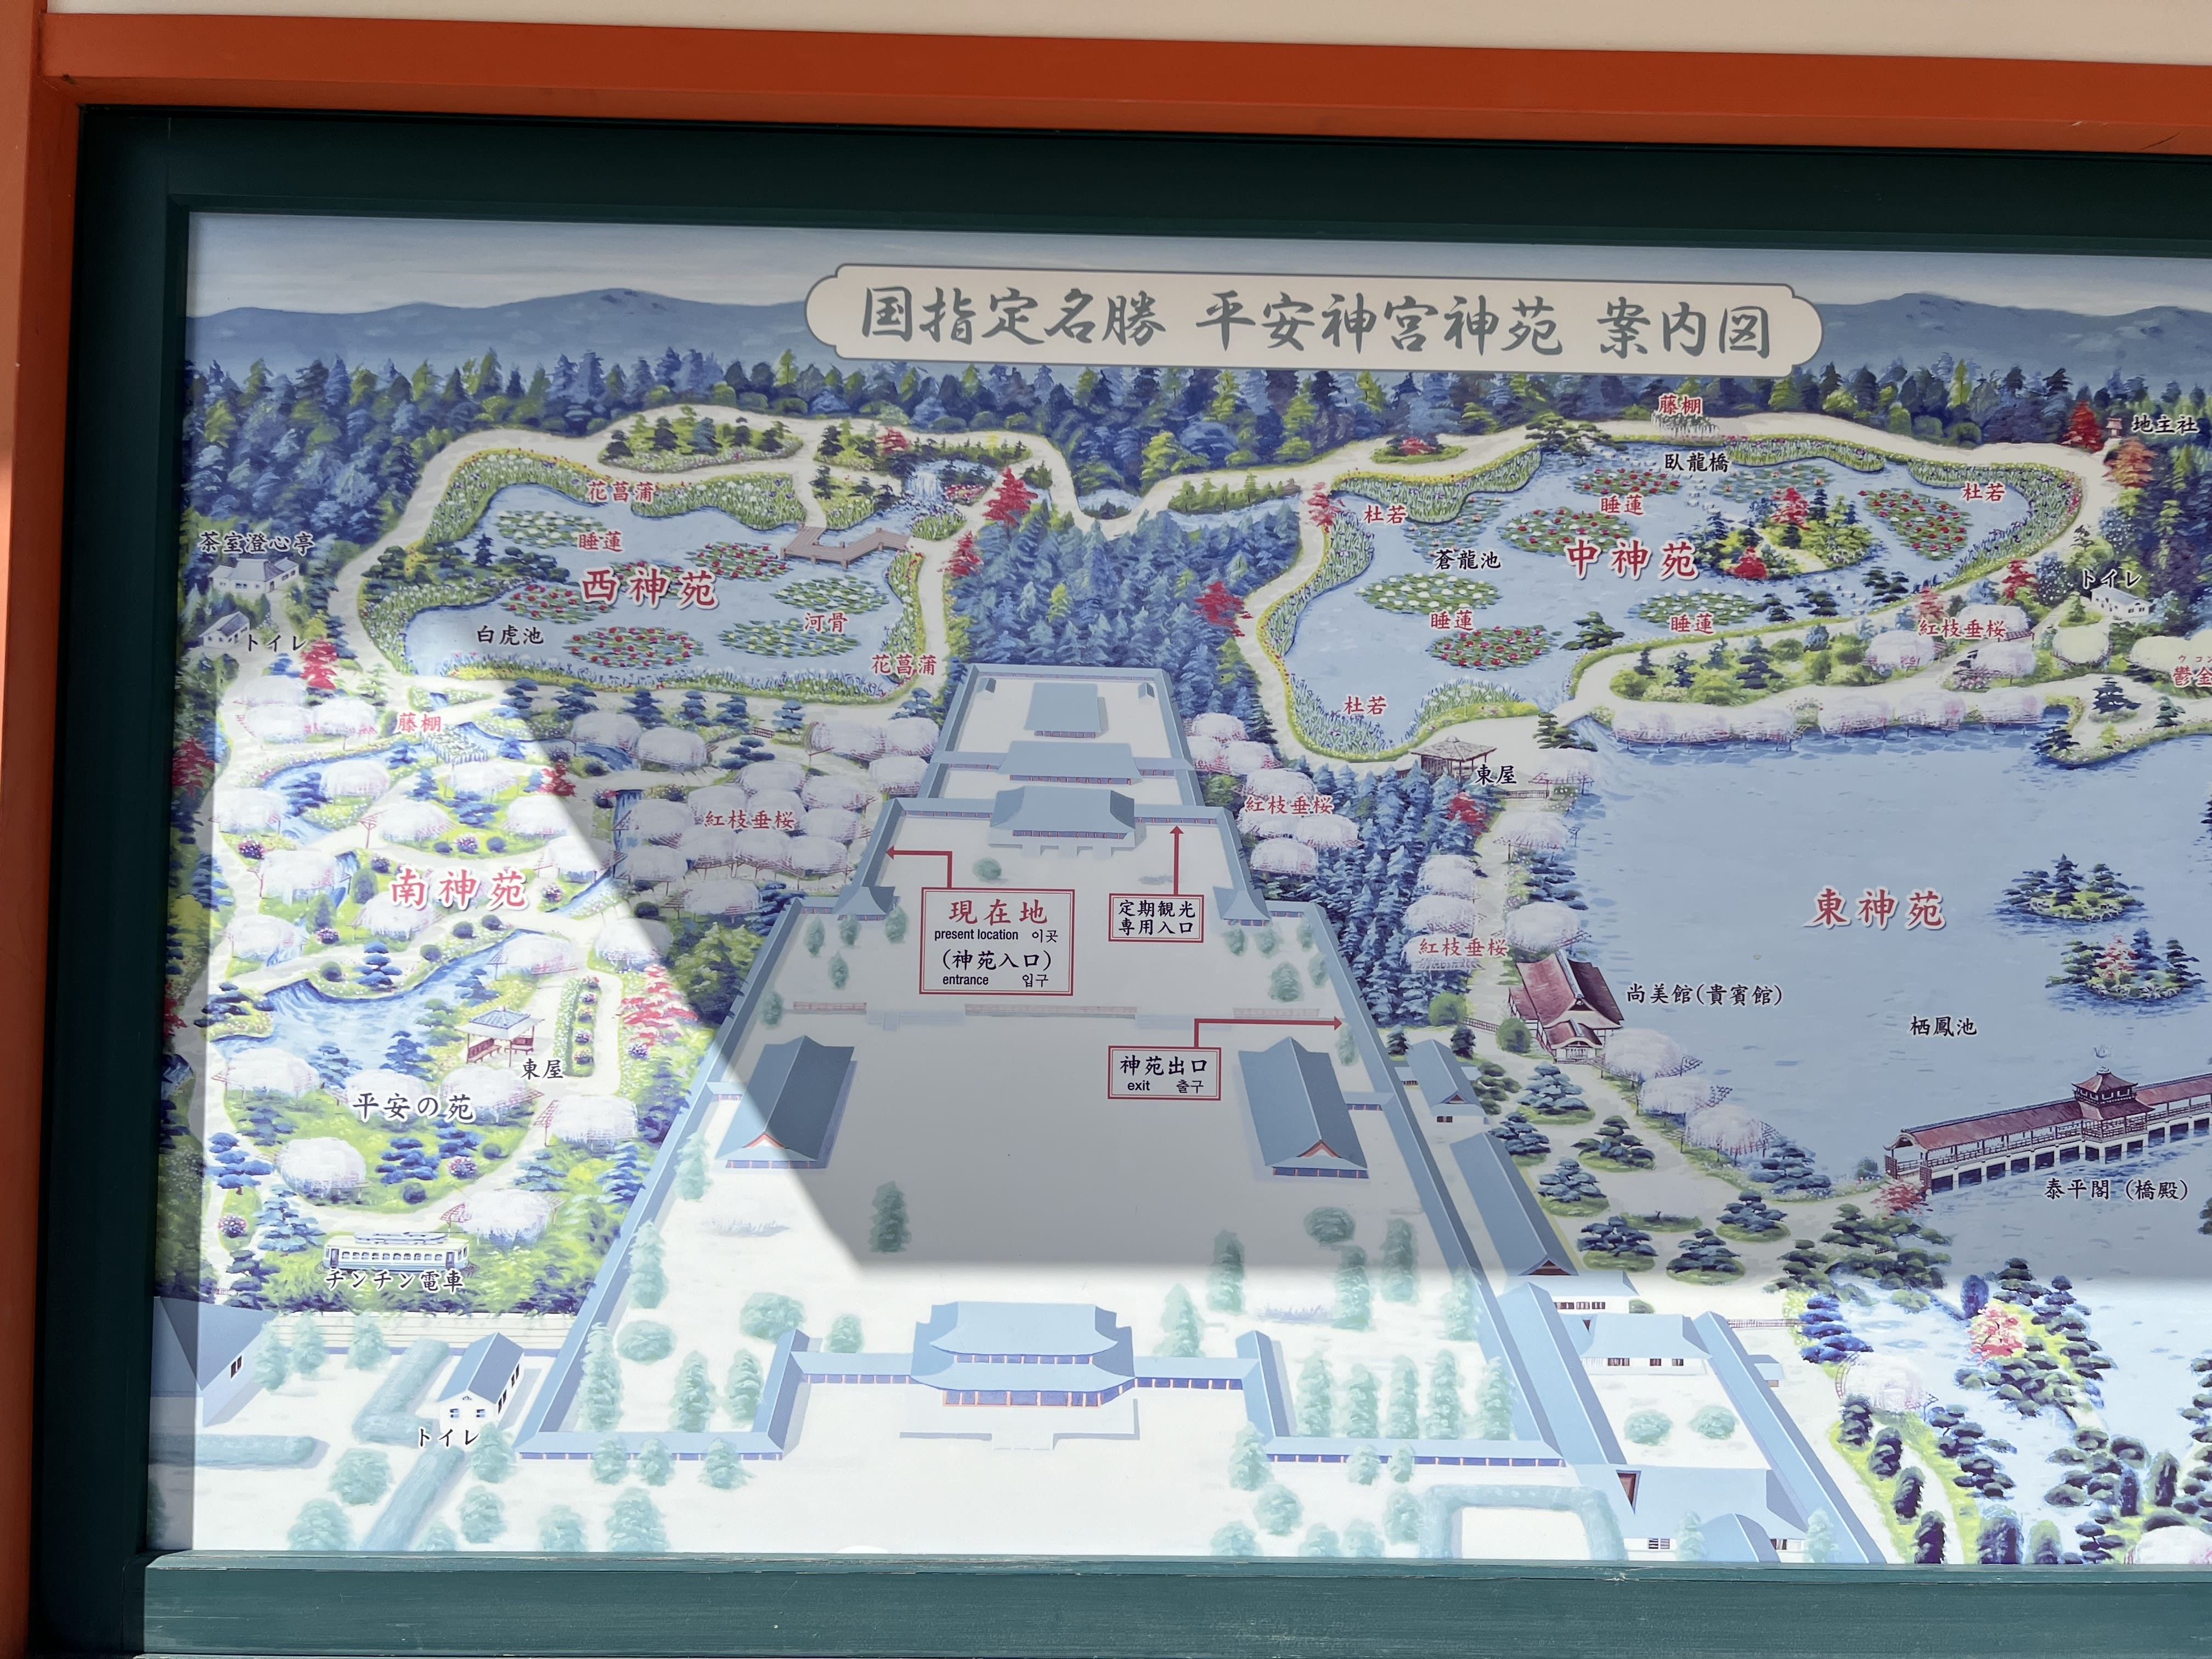 国指定名勝 平安神宮神苑 案内図
藤棚
地主社
臥龍橋
花菖蒲
睡蓮
杜若
杜若
茶室澄心亭
睡蓮
西神苑
蒼龍池
中神苑
トイレ
トイレ
白虎池
河骨
睡蓮
睡蓮
紅枝垂桜
花菖蒲
ウコン
鬱金
藤棚
杜若
東屋
紅枝垂桜
紅枝垂桜
南神苑
現在地
present location 이곳
(神苑入口)
entrance 입구
定期観光
専用入口
東神苑
紅枝垂桜
尚美館(貴賓館)
栖鳳池
東屋
神苑出口
exit 출구
平安の苑
泰平閣(橋殿)
チンチン電車
トイレ